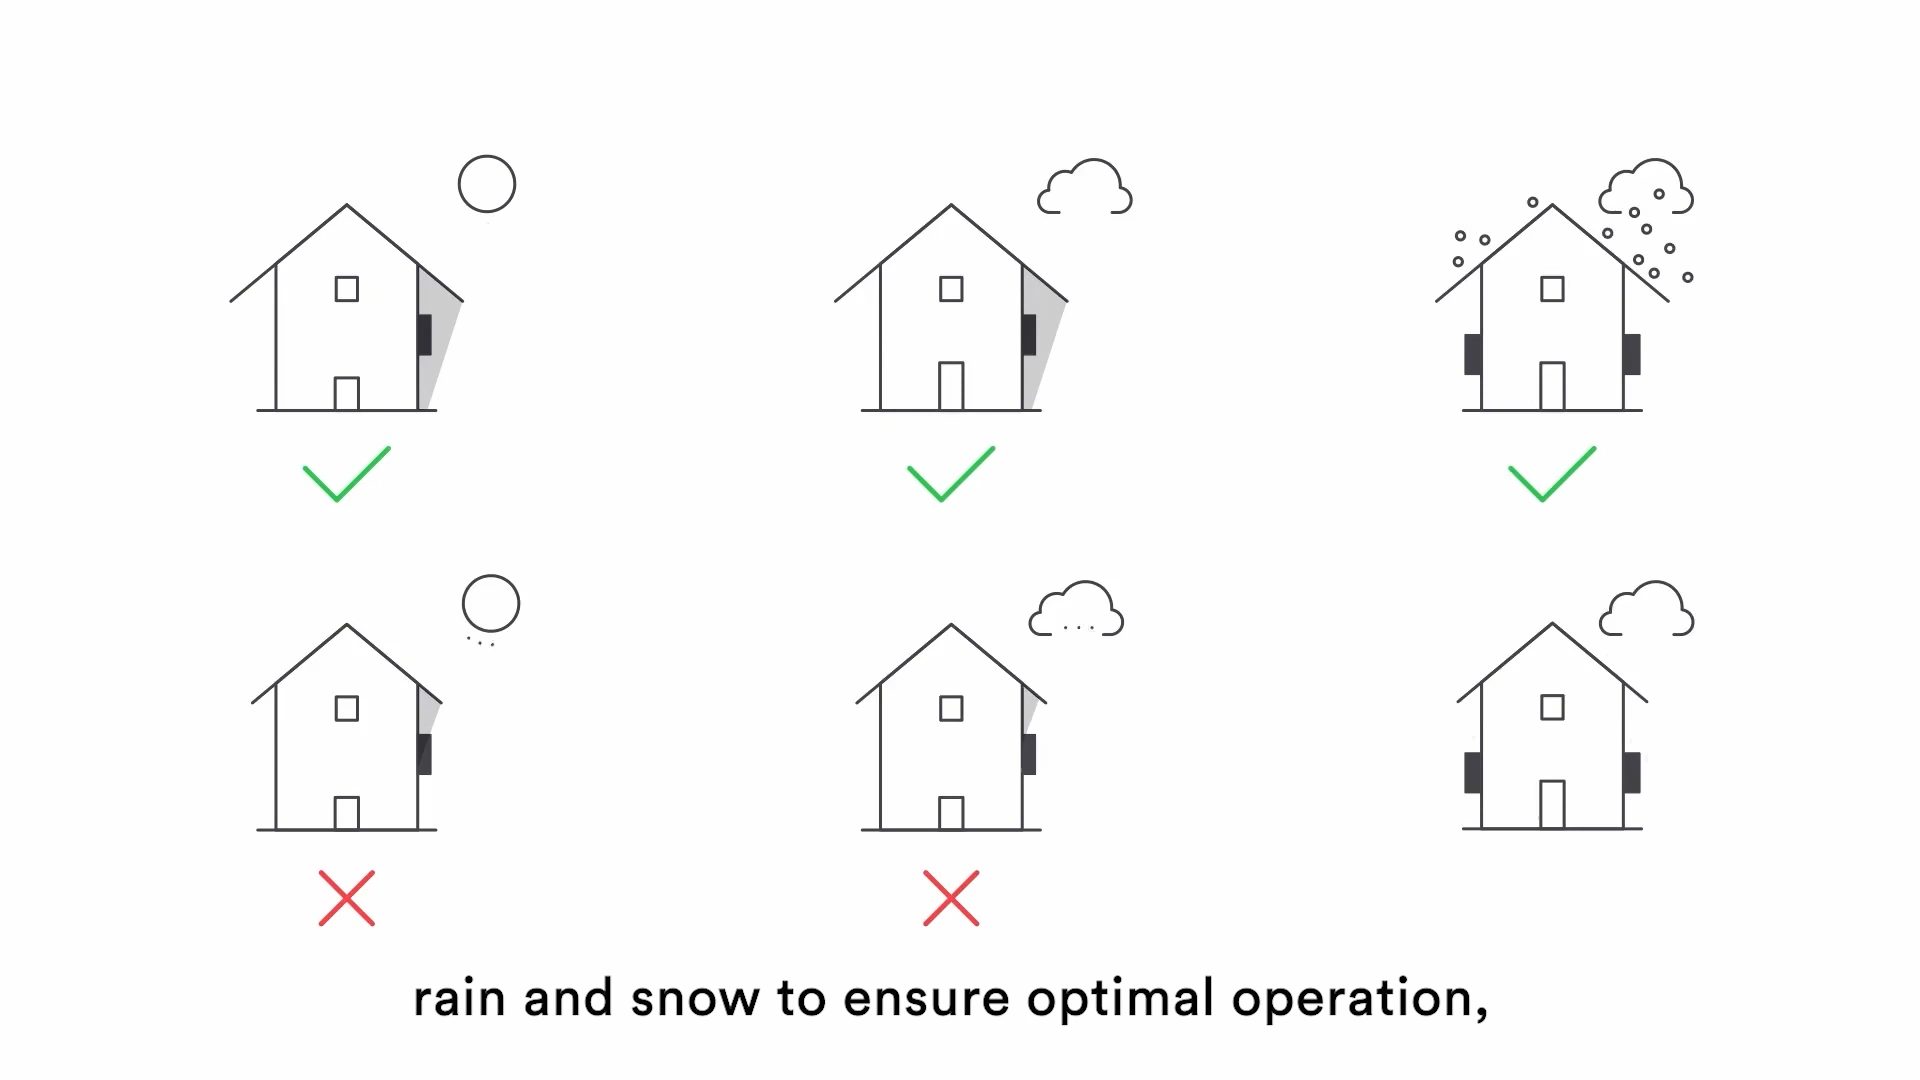 rain and snow to ensure optimal operation,